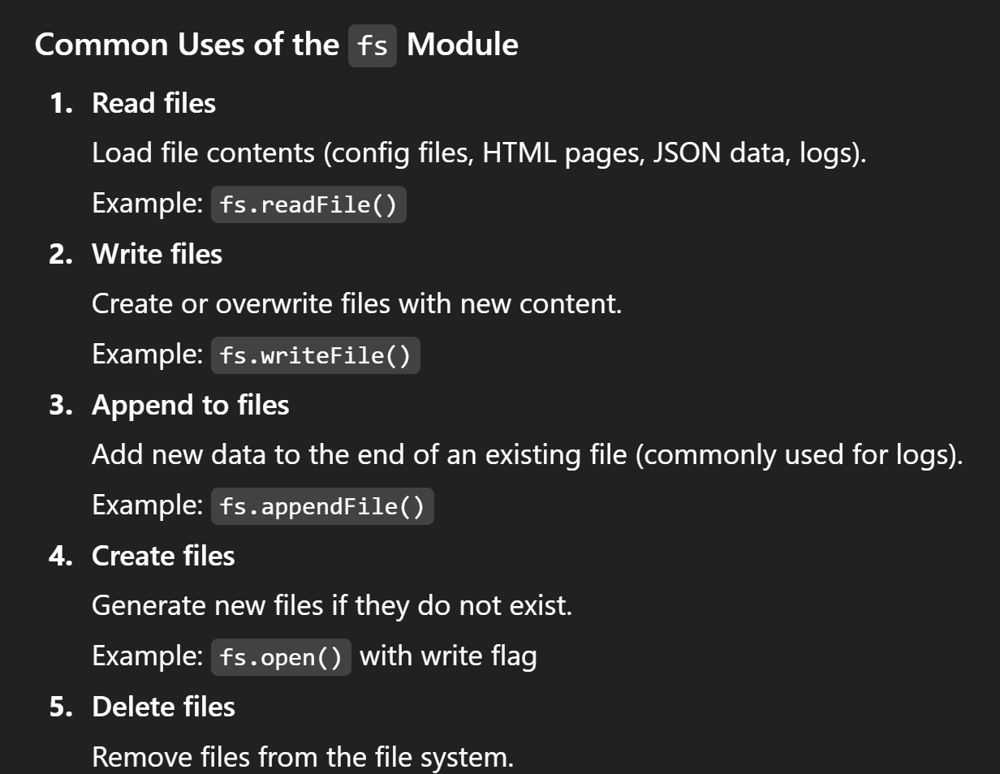 Common Uses of the fs Module
1. Read files
Load file contents (config files, HTML pages, JSON data, logs).
Example: fs.readFile()
2. Write files
Create or overwrite files with new content.
Example: fs.writeFile()
3. Append to files
Add new data to the end of an existing file (commonly used for logs).
Example: fs.appendFile()
4. Create files
Generate new files if they do not exist.
Example: fs.open() with write flag
5. Delete files
Remove files from the file system.